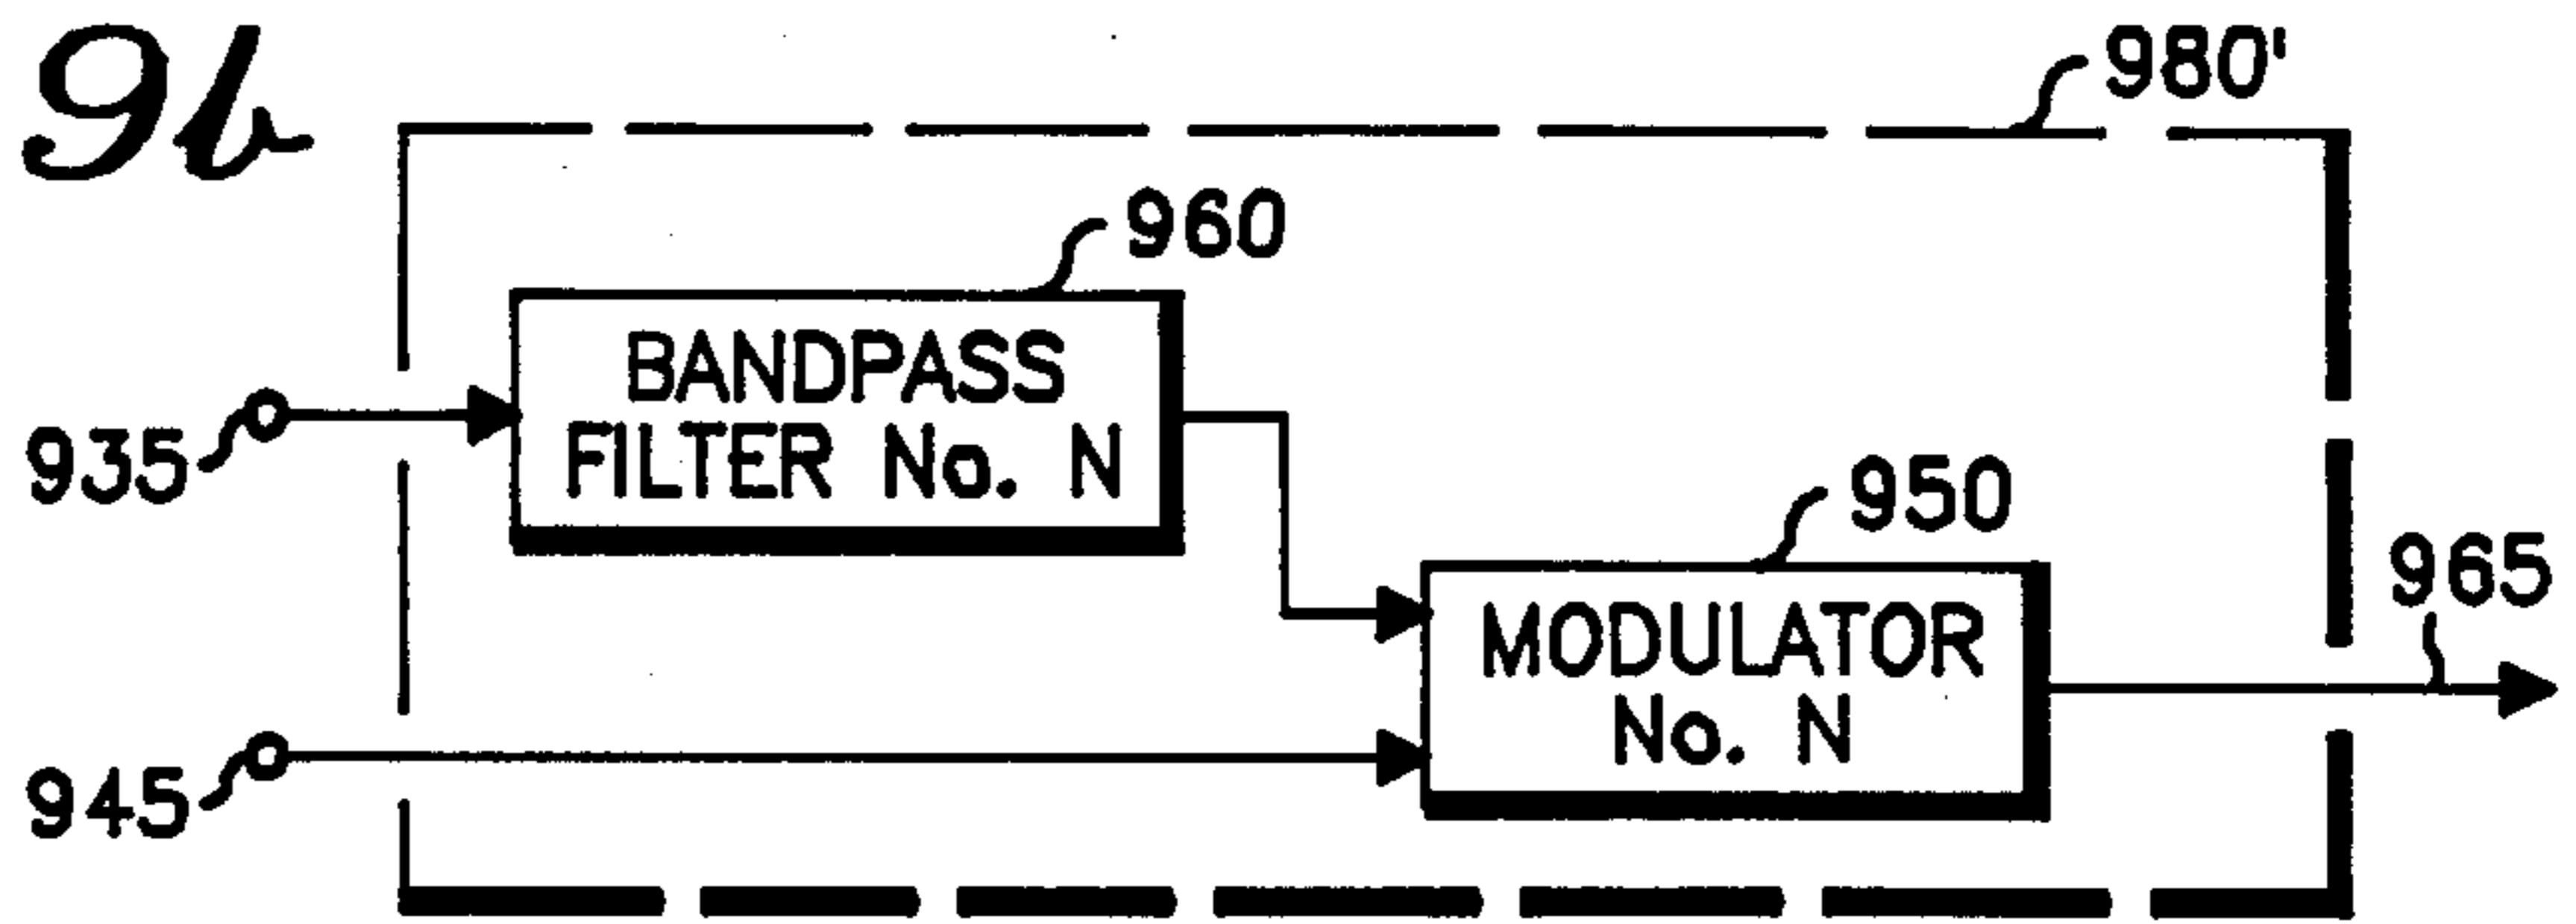 9b
980'
960
BANDPASS
FILTER No. N
935
950
965
MODULATOR
No. N
945